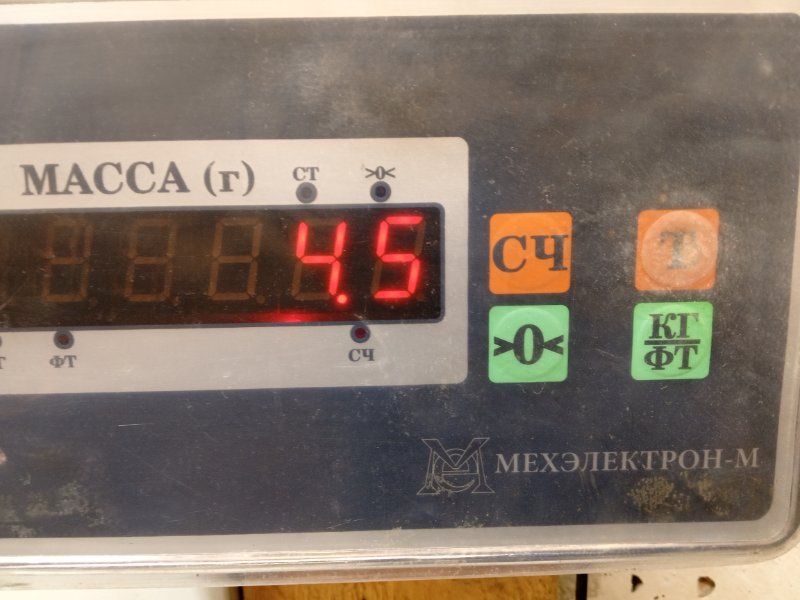 МАССА (г) СТ >0<
4.5
ФТ СЧ
СЧ Т
>0< КГ
ФТ
МЕХЭЛЕКТРОН-М